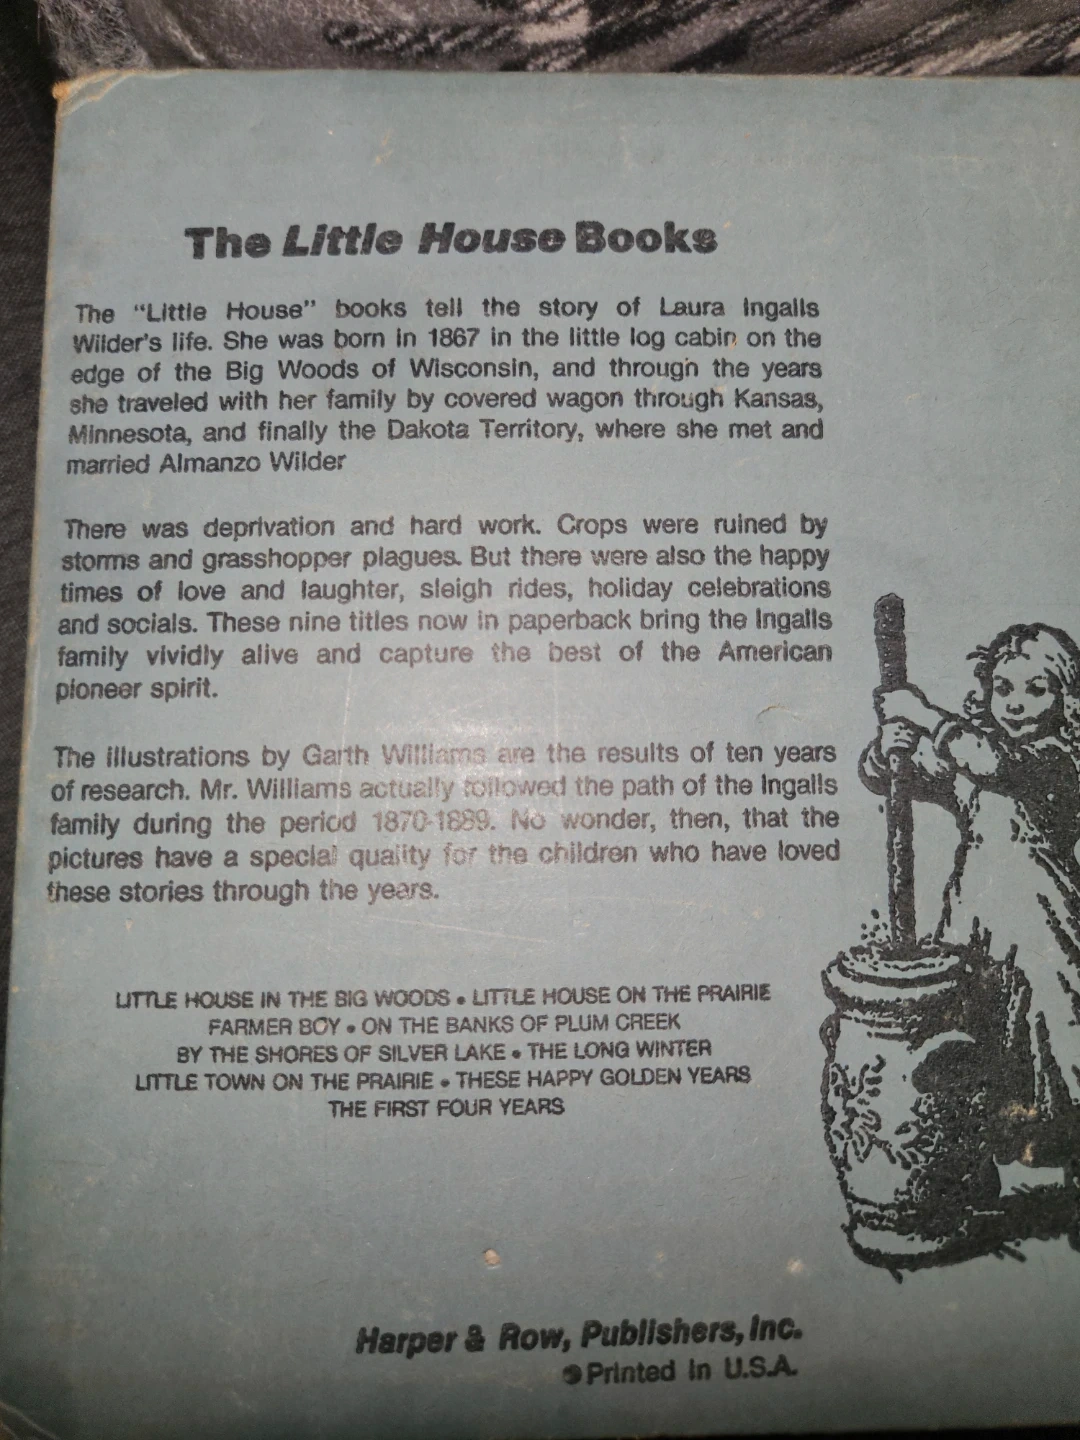 The Little House Books
The "Little House" books tell the story of Laura Ingalls
Wilder's life. She was born in 1867 in the little log cabin on the
edge of the Big Woods of Wisconsin, and through the years
she traveled with her family by covered wagon through Kansas,
Minnesota, and finally the Dakota Territory, where she met and
married Almanzo Wilder
There was deprivation and hard work. Crops were ruined by
storms and grasshopper plagues. But there were also the happy
times of love and laughter, sleigh rides, holiday celebrations
and socials. These nine titles now in paperback bring the Ingalls
family vividly alive and capture the best of the American
pioneer spirit.
The illustrations by Garth Williams are the results of ten years
of research. Mr. Williams actually followed the path of the Ingalls
family during the period 1870-1889. No wonder, then, that the
pictures have a special quality for the children who have loved
these stories through the years.
LITTLE HOUSE IN THE BIG WOODS • LITTLE HOUSE ON THE PRAIRIE
FARMER BOY • ON THE BANKS OF PLUM CREEK
BY THE SHORES OF SILVER LAKE • THE LONG WINTER
LITTLE TOWN ON THE PRAIRIE • THESE HAPPY GOLDEN YEARS
THE FIRST FOUR YEARS
Harper & Row, Publishers, Inc.
Printed in U.S.A.